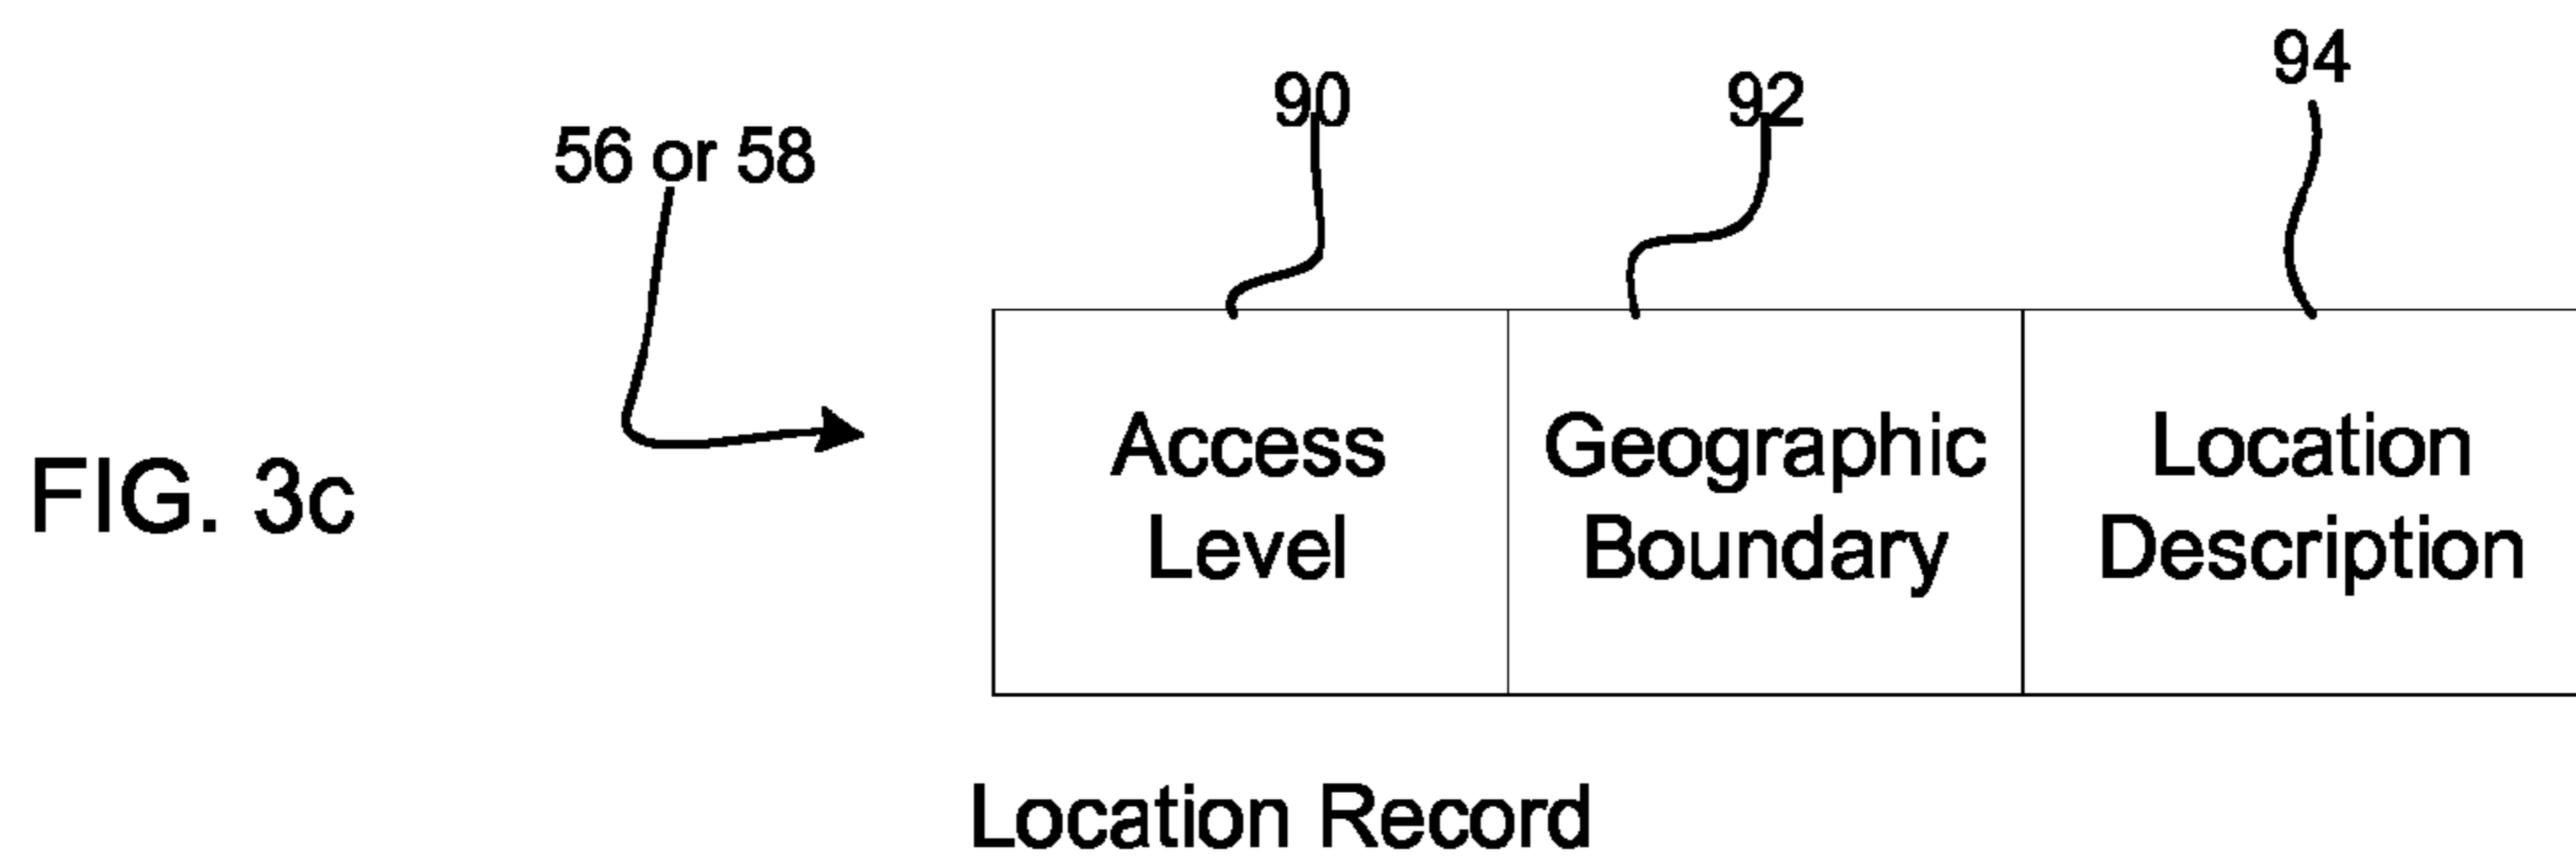 94
90
92
56 or 58
Access
Level
Geographic
Boundary
Location
Description
FIG. 3c
Location Record